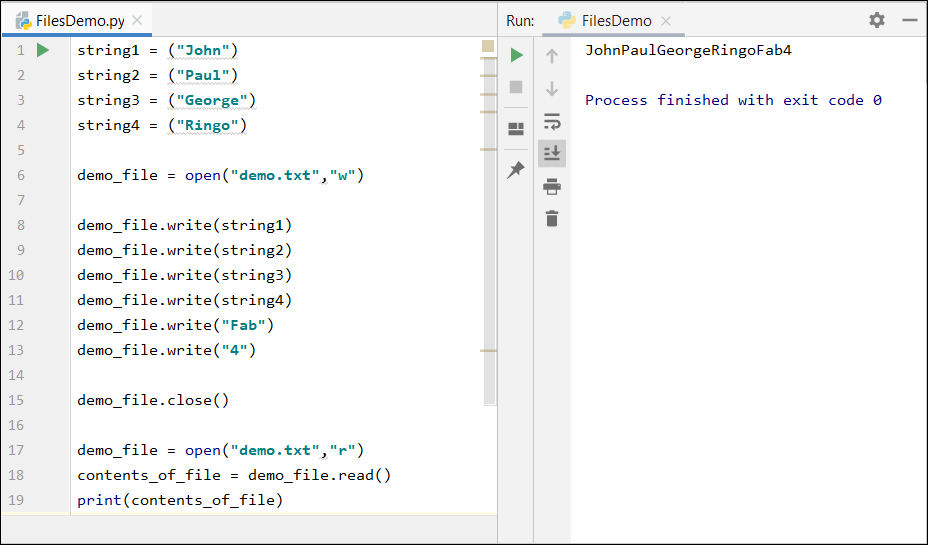 FilesDemo.py
1 string1 = ("John")
2 string2 = ("Paul")
3 string3 = ("George")
4 string4 = ("Ringo")
5
6 demo_file = open("demo.txt","w")
7
8 demo_file.write(string1)
9 demo_file.write(string2)
10 demo_file.write(string3)
11 demo_file.write(string4)
12 demo_file.write("Fab")
13 demo_file.write("4")
14
15 demo_file.close()
16
17 demo_file = open("demo.txt","r")
18 contents_of_file = demo_file.read()
19 print(contents_of_file)
Run: FilesDemo
JohnPaulGeorgeRingoFab4
Process finished with exit code 0